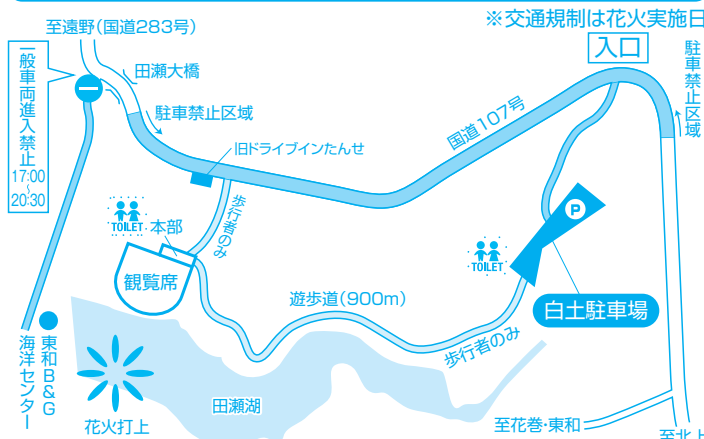 ※交通規制は花火実施日
至遠野(国道283号)
入口
駐車禁止区域
一般車両進入禁止
17:00
〜
20:30
田瀬大橋
駐車禁止区域
国道107号
旧ドライブインたんせ
歩行者のみ
TOILET
本部
観覧席
P
TOILET
白土駐車場
遊歩道(900m)
歩行者のみ
東和B&G
海洋センター
花火打上
田瀬湖
至花巻・東和
至北上